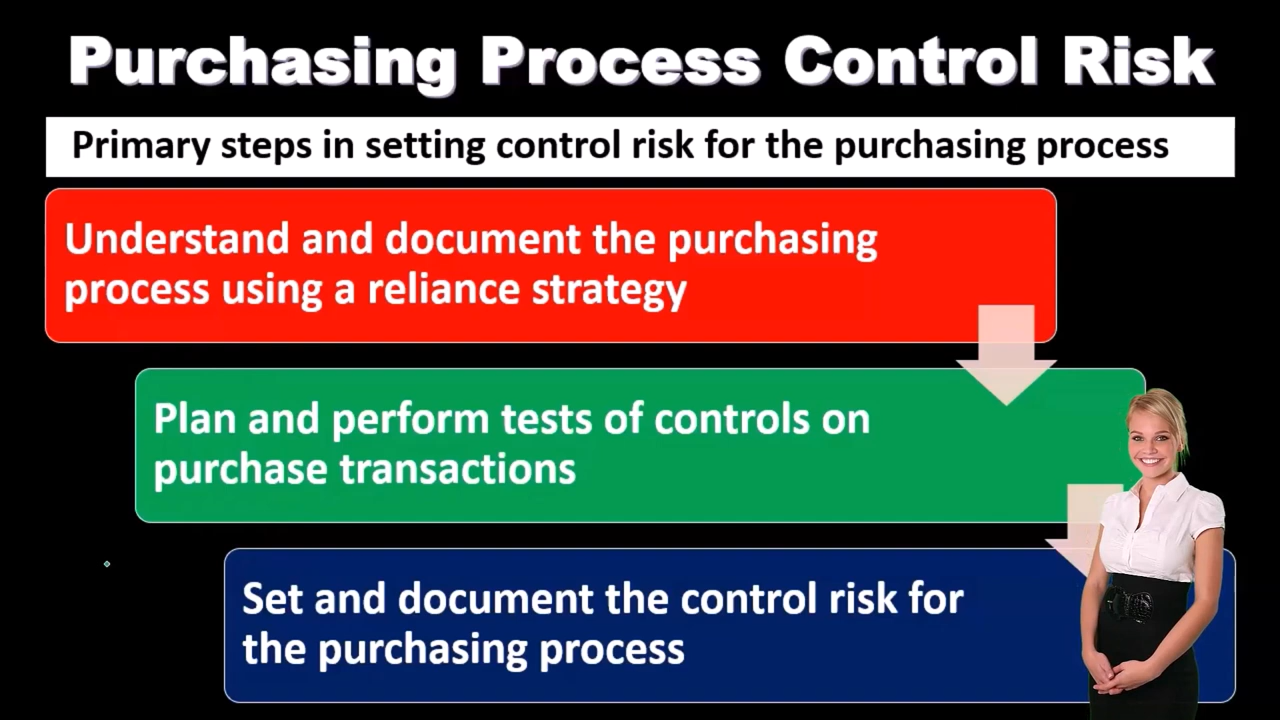 Purchasing Process Control Risk
Primary steps in setting control risk for the purchasing process
Understand and document the purchasing
process using a reliance strategy
Plan and perform tests of controls on
purchase transactions
Set and document the control risk for
the purchasing process